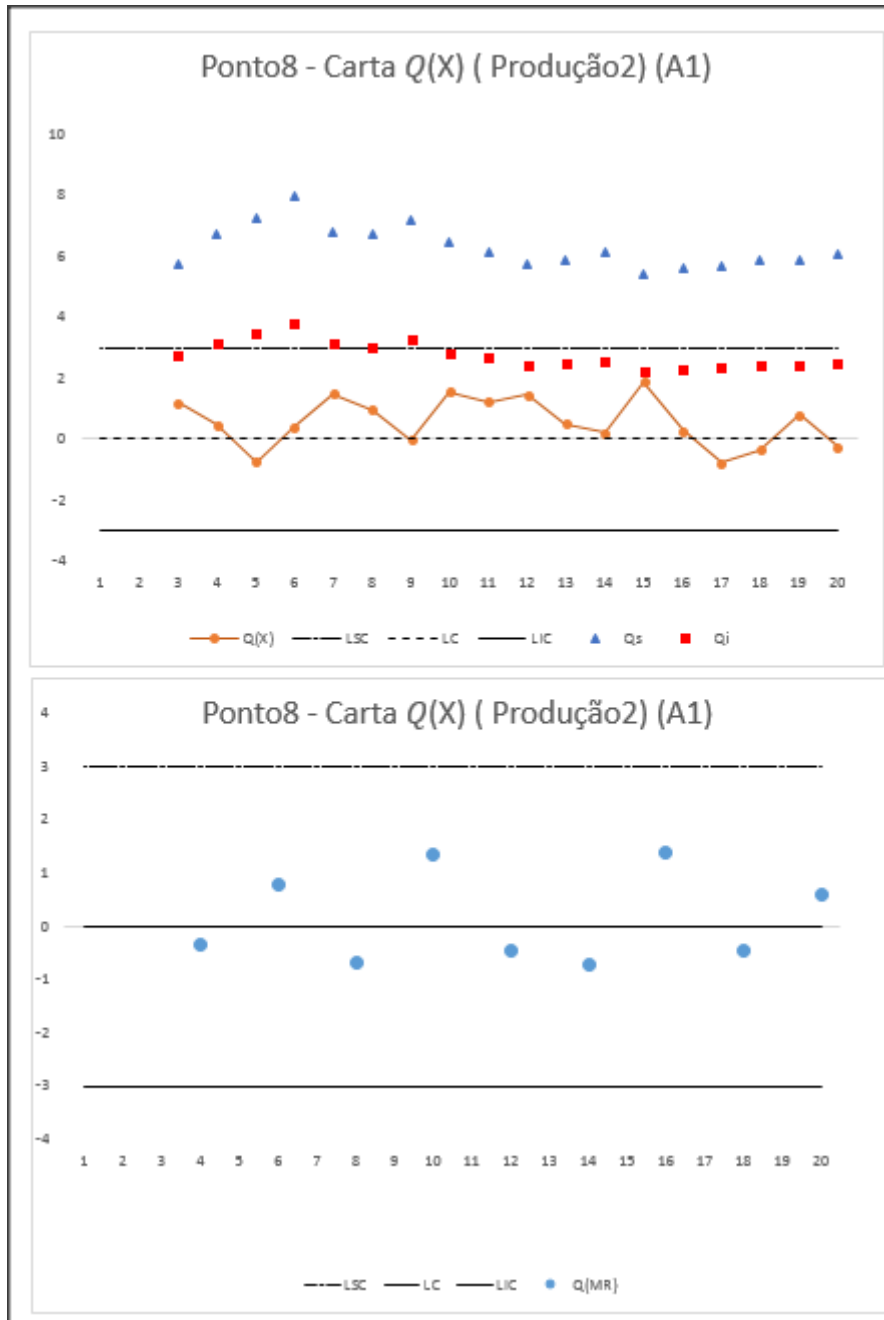 Ponto8 - Carta Q(X) ( Produção2) (A1)
10
8
6
4
2
0
-2
-4
1 2 3 4 5 6 7 8 9 10 11 12 13 14 15 16 17 18 19 20
Q(X) LSC LC LIC Qs Qi
Ponto8 - Carta Q(X) ( Produção2) (A1)
4
3
2
1
0
-1
-2
-3
-4
1 2 3 4 5 6 7 8 9 10 11 12 13 14 15 16 17 18 19 20
LSC LC LIC Q(MR)